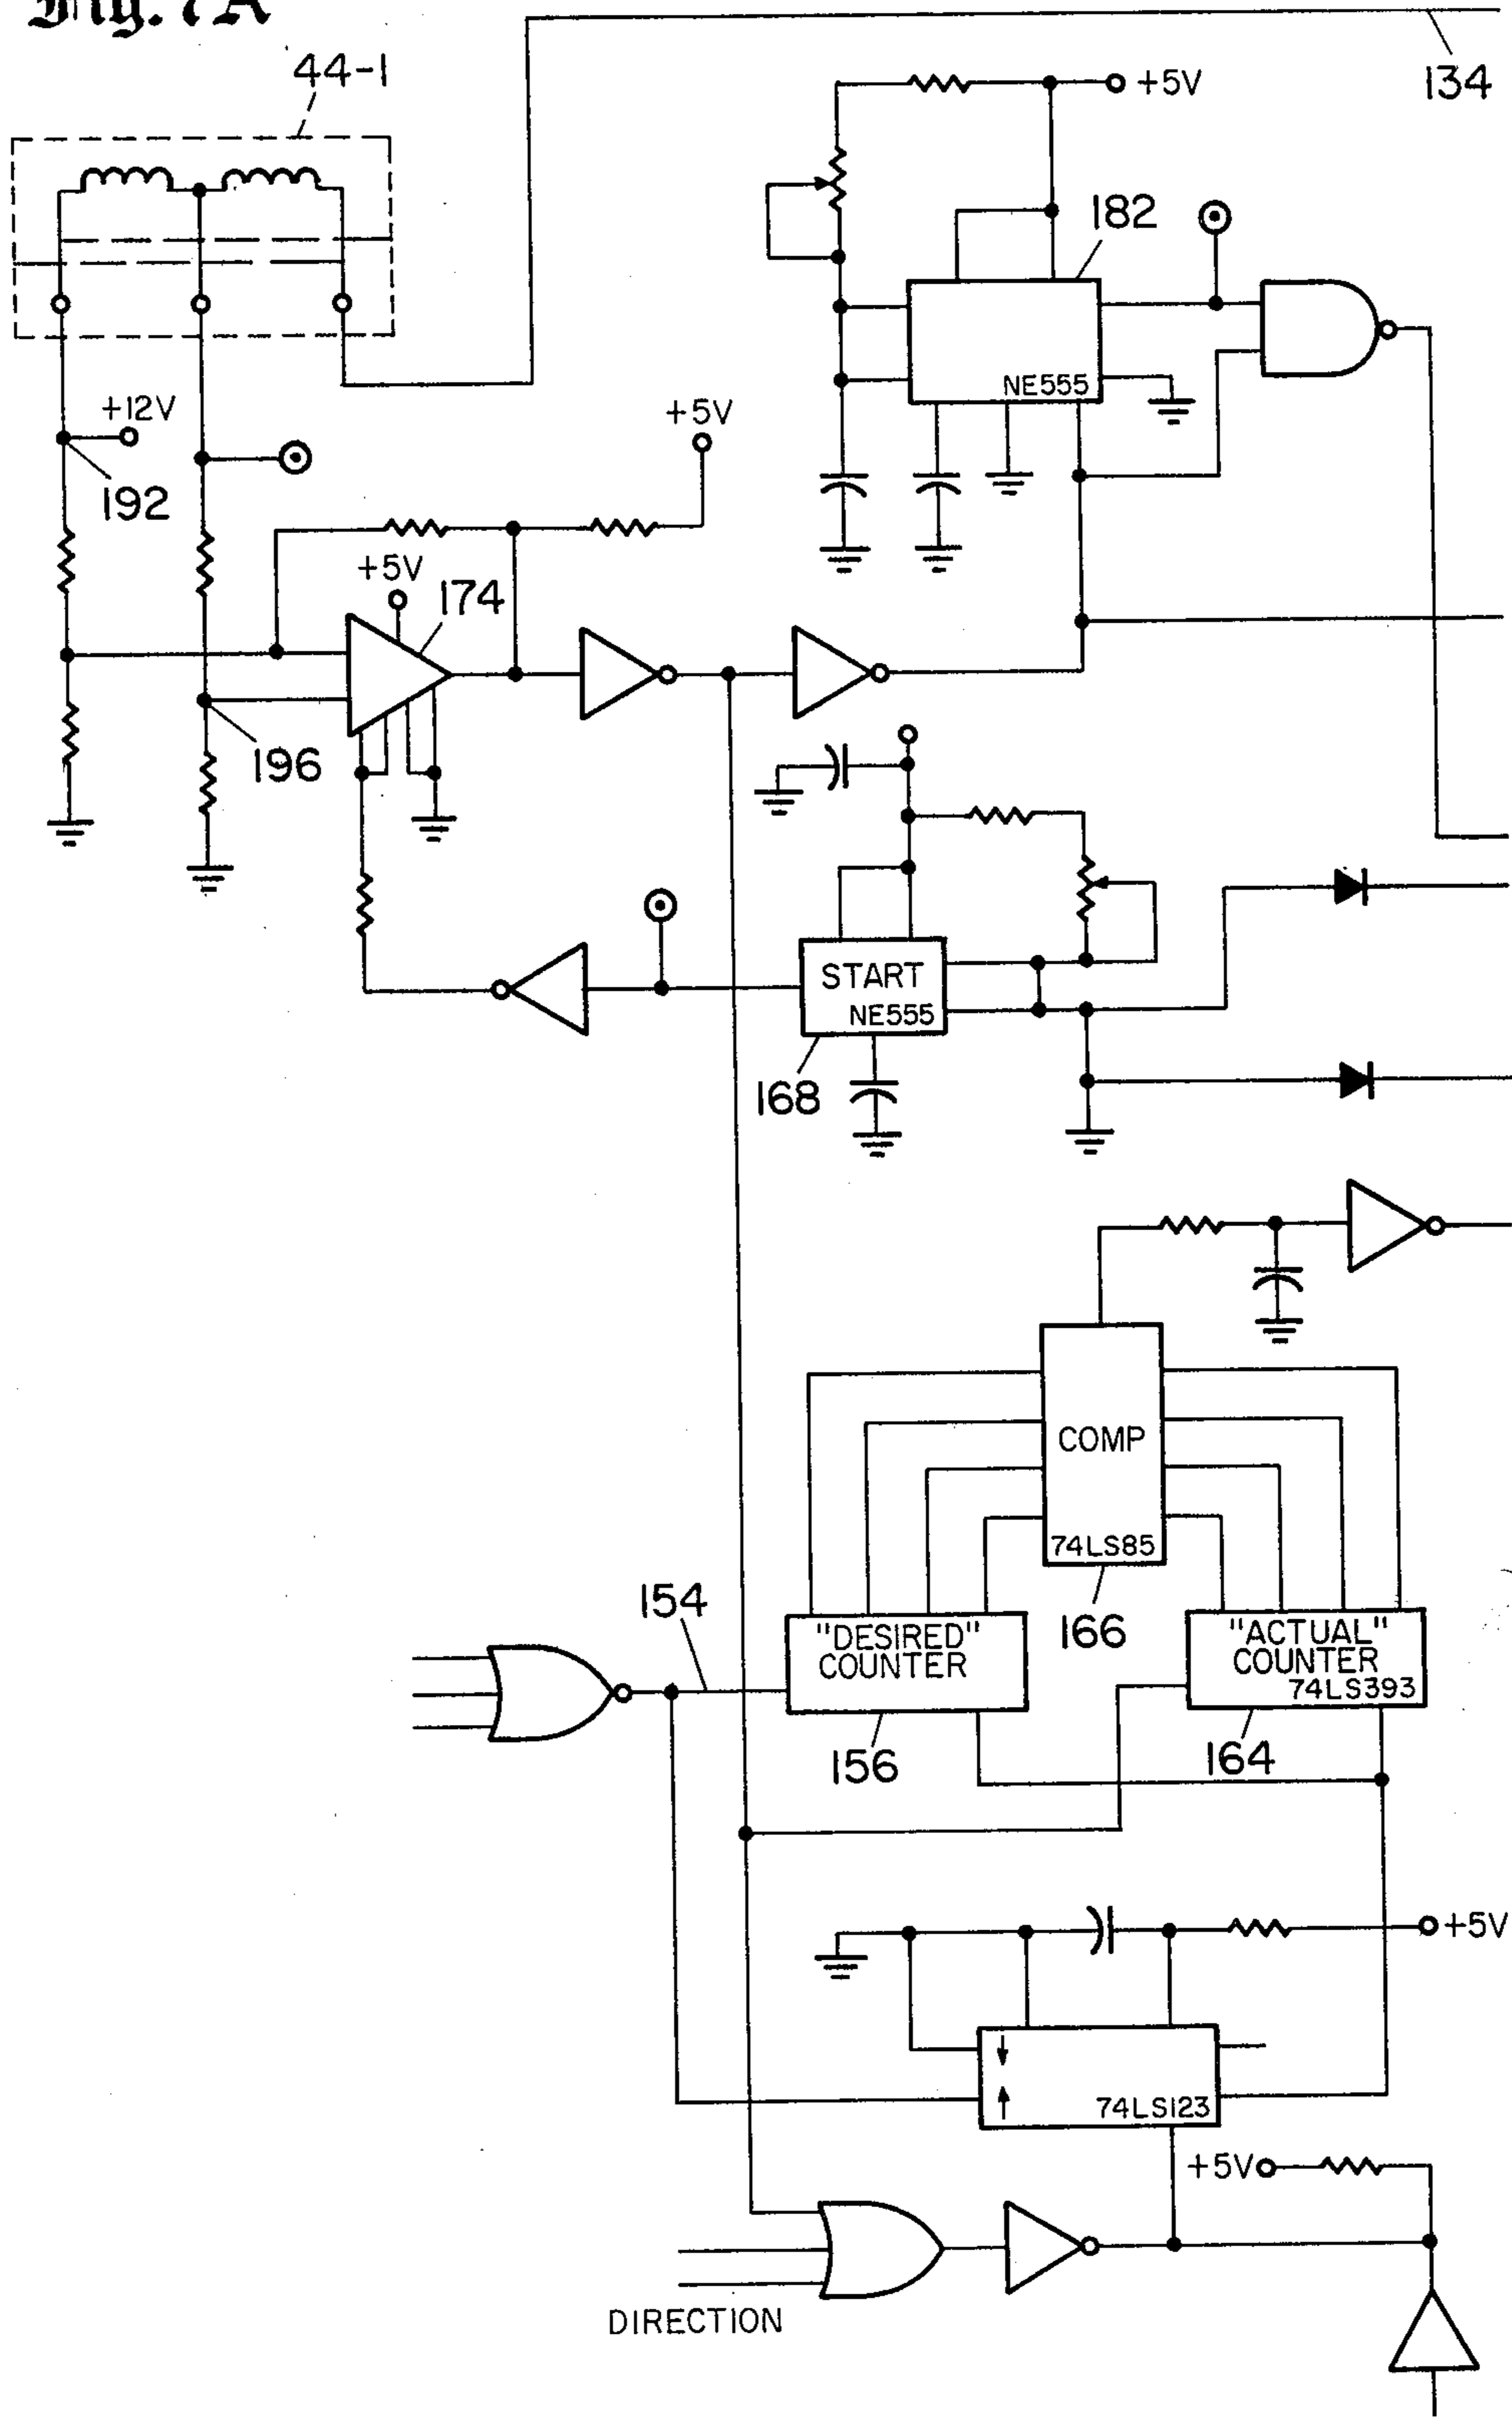 Fig. 7A
44-1
134
+5V
182
NE555
+12V
192
+5V
+5V
174
196
START
NE555
168
COMP
74LS85
166
154
"DESIRED"
COUNTER
156
"ACTUAL"
COUNTER
74LS393
164
+5V
74LS123
+5V
DIRECTION